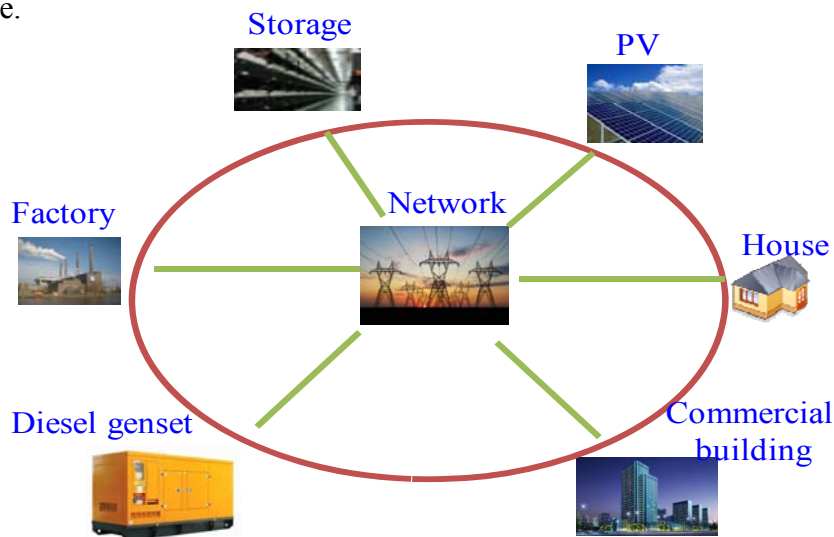 e.
Storage
PV
Factory
Network
House
Diesel genset
Commercial
building